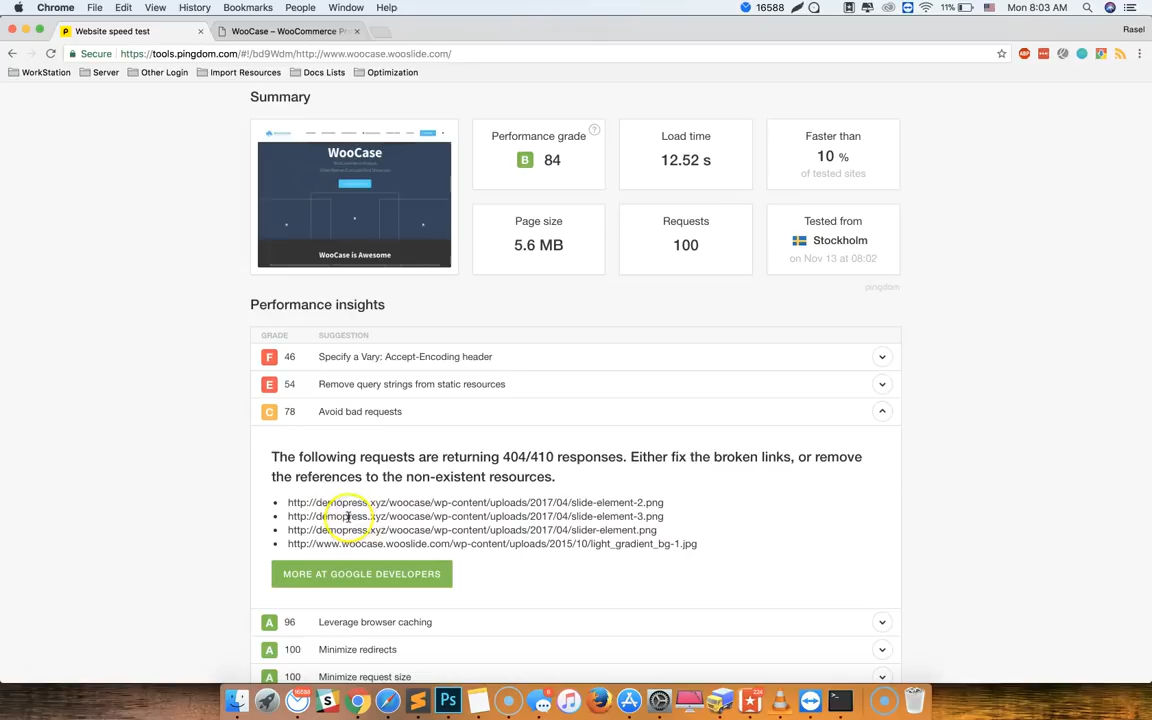 Chrome File Edit View History Bookmarks People Window Help 16588 11% Mon 8:03 AM
Website speed test
WooCase – WooCommerce Pr
Rasel
Secure https://tools.pingdom.com/#!/bd9Wdm/http://www.woocase.wooslide.com/
WorkStation Server Other Login Import Resources Docs Lists Optimization
Summary
WooCase
WooCase is Awesome
Performance grade ?
B 84
Load time
12.52 s
Faster than
10 %
of tested sites
Page size
5.6 MB
Requests
100
Tested from
Stockholm
on Nov 13 at 08:02
pingdom
Performance insights
GRADE SUGGESTION
F 46 Specify a Vary: Accept-Encoding header
E 54 Remove query strings from static resources
C 78 Avoid bad requests
The following requests are returning 404/410 responses. Either fix the broken links, or remove
the references to the non-existent resources.
• http://demopress.xyz/woocase/wp-content/uploads/2017/04/slide-element-2.png
• http://demopress.xyz/woocase/wp-content/uploads/2017/04/slide-element-3.png
• http://demopress.xyz/woocase/wp-content/uploads/2017/04/slider-element.png
• http://www.woocase.wooslide.com/wp-content/uploads/2015/10/light_gradient_bg-1.jpg
MORE AT GOOGLE DEVELOPERS
A 96 Leverage browser caching
A 100 Minimize redirects
A 100 Minimize request size